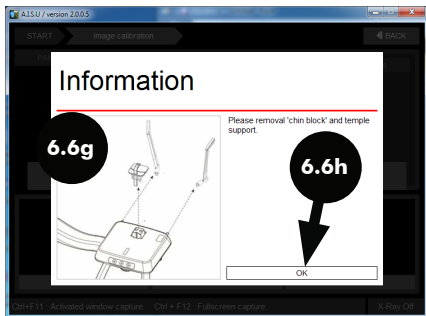 A.I.S.U / version 2.0.0.5
START
Image calibration
BACK
Information
Please removal 'chin block' and temple
support.
6.6g
6.6h
OK
Ctrl+F11 : Activated window capture Ctrl + F12 : Fullscreen capture
X-Ray Off